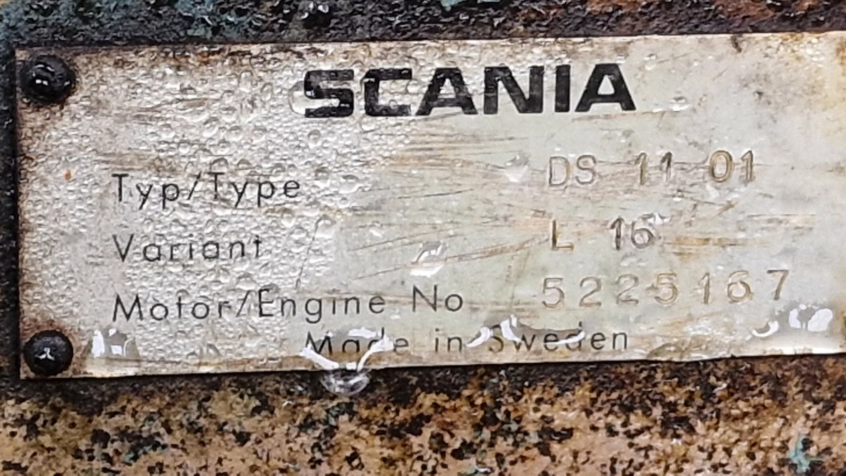 SCANIA
Typ/Type DS 11 01
Variant L 16
Motor/Engine No 5225167
Made in Sweden